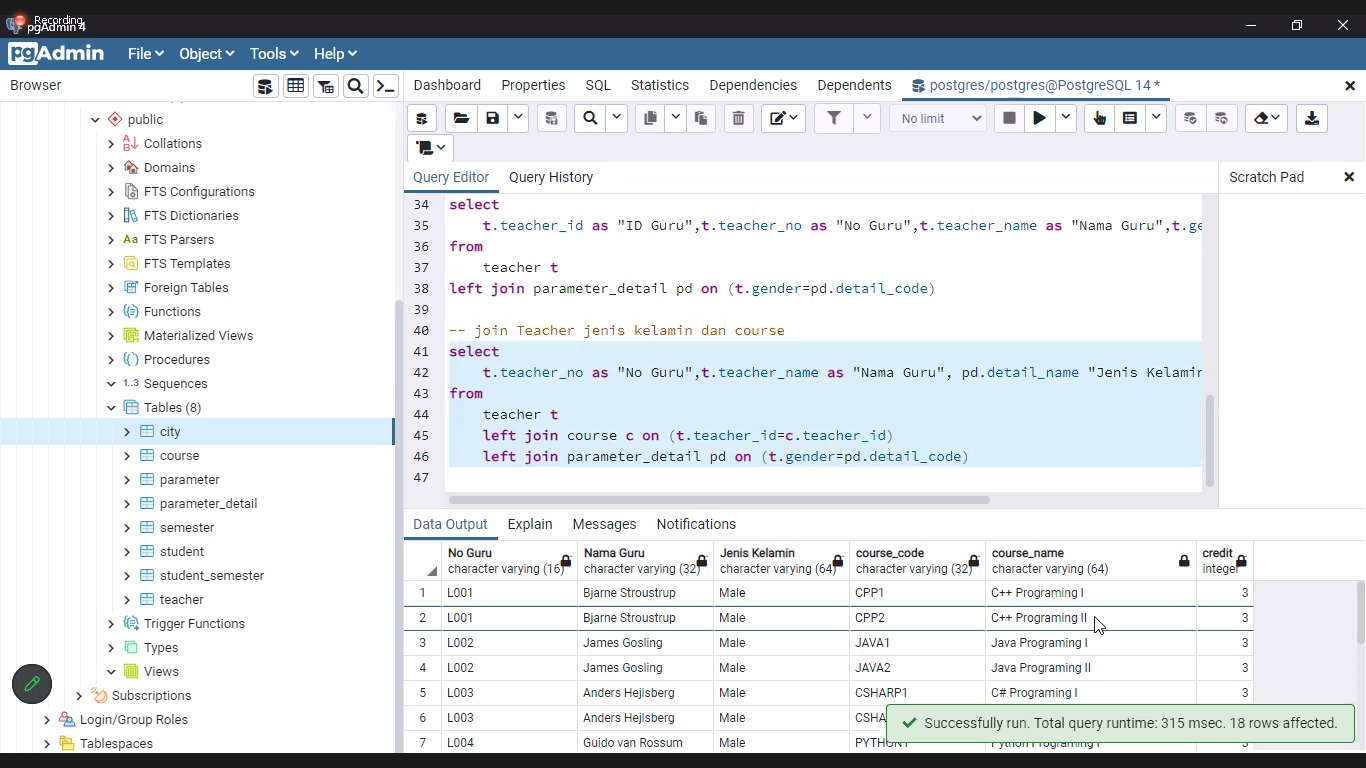 Recording
pgAdmin 4
pgAdmin File Object Tools Help
Browser
Dashboard Properties SQL Statistics Dependencies Dependents postgres/postgres@PostgreSQL 14 *
No limit
Query Editor Query History
Scratch Pad
public
Collations
Domains
FTS Configurations
FTS Dictionaries
Aa FTS Parsers
FTS Templates
Foreign Tables
Functions
Materialized Views
Procedures
1..3 Sequences
Tables (8)
city
course
parameter
parameter_detail
semester
student
student_semester
teacher
Trigger Functions
Types
Views
Subscriptions
Login/Group Roles
Tablespaces
34 select
35 t.teacher_id as "ID Guru",t.teacher_no as "No Guru",t.teacher_name as "Nama Guru",t.ge
36 from
37 teacher t
38 left join parameter_detail pd on (t.gender=pd.detail_code)
39
40 -- join Teacher jenis kelamin dan course
41 select
42 t.teacher_no as "No Guru",t.teacher_name as "Nama Guru", pd.detail_name "Jenis Kelamin
43 from
44 teacher t
45 left join course c on (t.teacher_id=c.teacher_id)
46 left join parameter_detail pd on (t.gender=pd.detail_code)
47
Data Output Explain Messages Notifications
No Guru Nama Guru Jenis Kelamin course_code course_name credit
character varying (16) character varying (32) character varying (64) character varying (32) character varying (64) integer
1 L001 Bjarne Stroustrup Male CPP1 C++ Programing I 3
2 L001 Bjarne Stroustrup Male CPP2 C++ Programing II 3
3 L002 James Gosling Male JAVA1 Java Programing I 3
4 L002 James Gosling Male JAVA2 Java Programing II 3
5 L003 Anders Hejlsberg Male CSHARP1 C# Programing I 3
6 L003 Anders Hejlsberg Male CSHA
7 L004 Guido van Rossum Male PYTHON1 Python Programing I 3
Successfully run. Total query runtime: 315 msec. 18 rows affected.